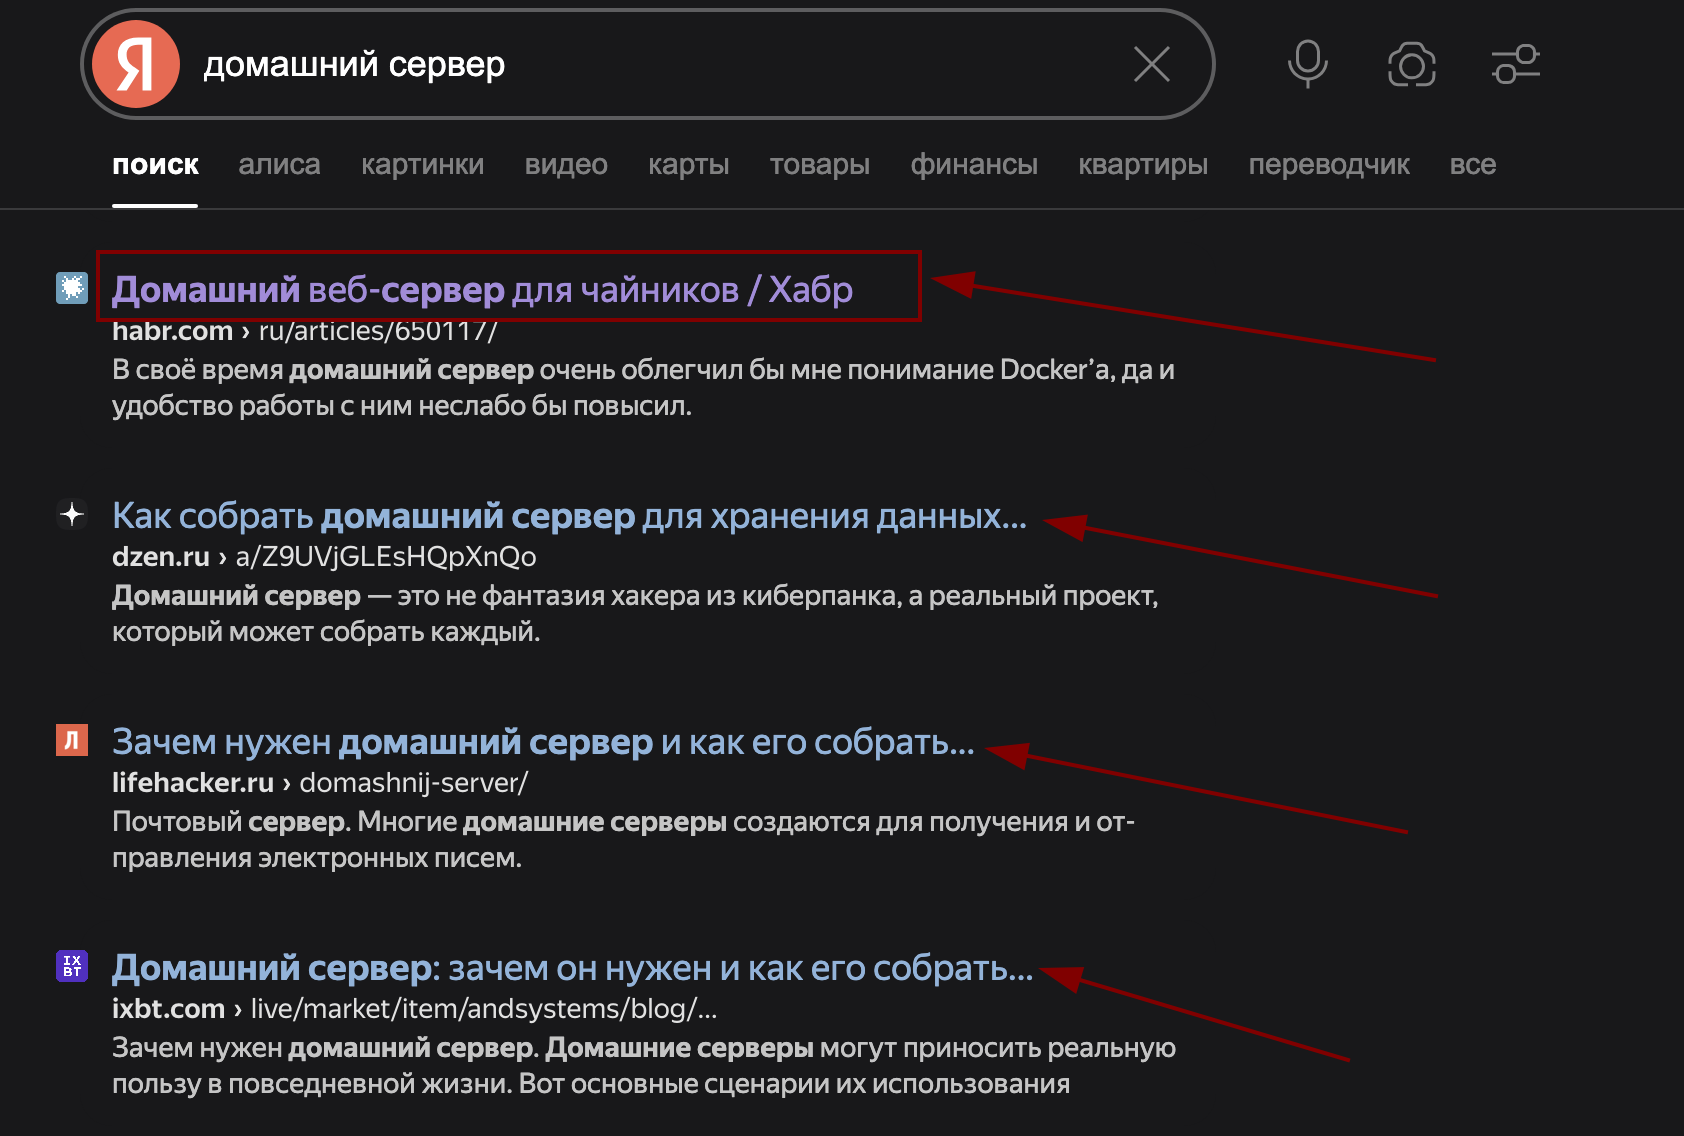 Я домашний сервер
поиск алиса картинки видео карты товары финансы квартиры переводчик все
Домашний веб-сервер для чайников / Хабр
habr.com › ru/articles/650117/
В своё время домашний сервер очень облегчил бы мне понимание Docker’а, да и
удобство работы с ним неслабо бы повысил.
Как собрать домашний сервер для хранения данных...
dzen.ru › a/Z9UVjGLEsHQpXnQo
Домашний сервер — это не фантазия хакера из киберпанка, а реальный проект,
который может собрать каждый.
Л Зачем нужен домашний сервер и как его собрать...
lifehacker.ru › domashnij-server/
Почтовый сервер. Многие домашние серверы создаются для получения и от-
правления электронных писем.
IXBT Домашний сервер: зачем он нужен и как его собрать...
ixbt.com › live/market/item/andsystems/blog/...
Зачем нужен домашний сервер. Домашние серверы могут приносить реальную
пользу в повседневной жизни. Вот основные сценарии их использования